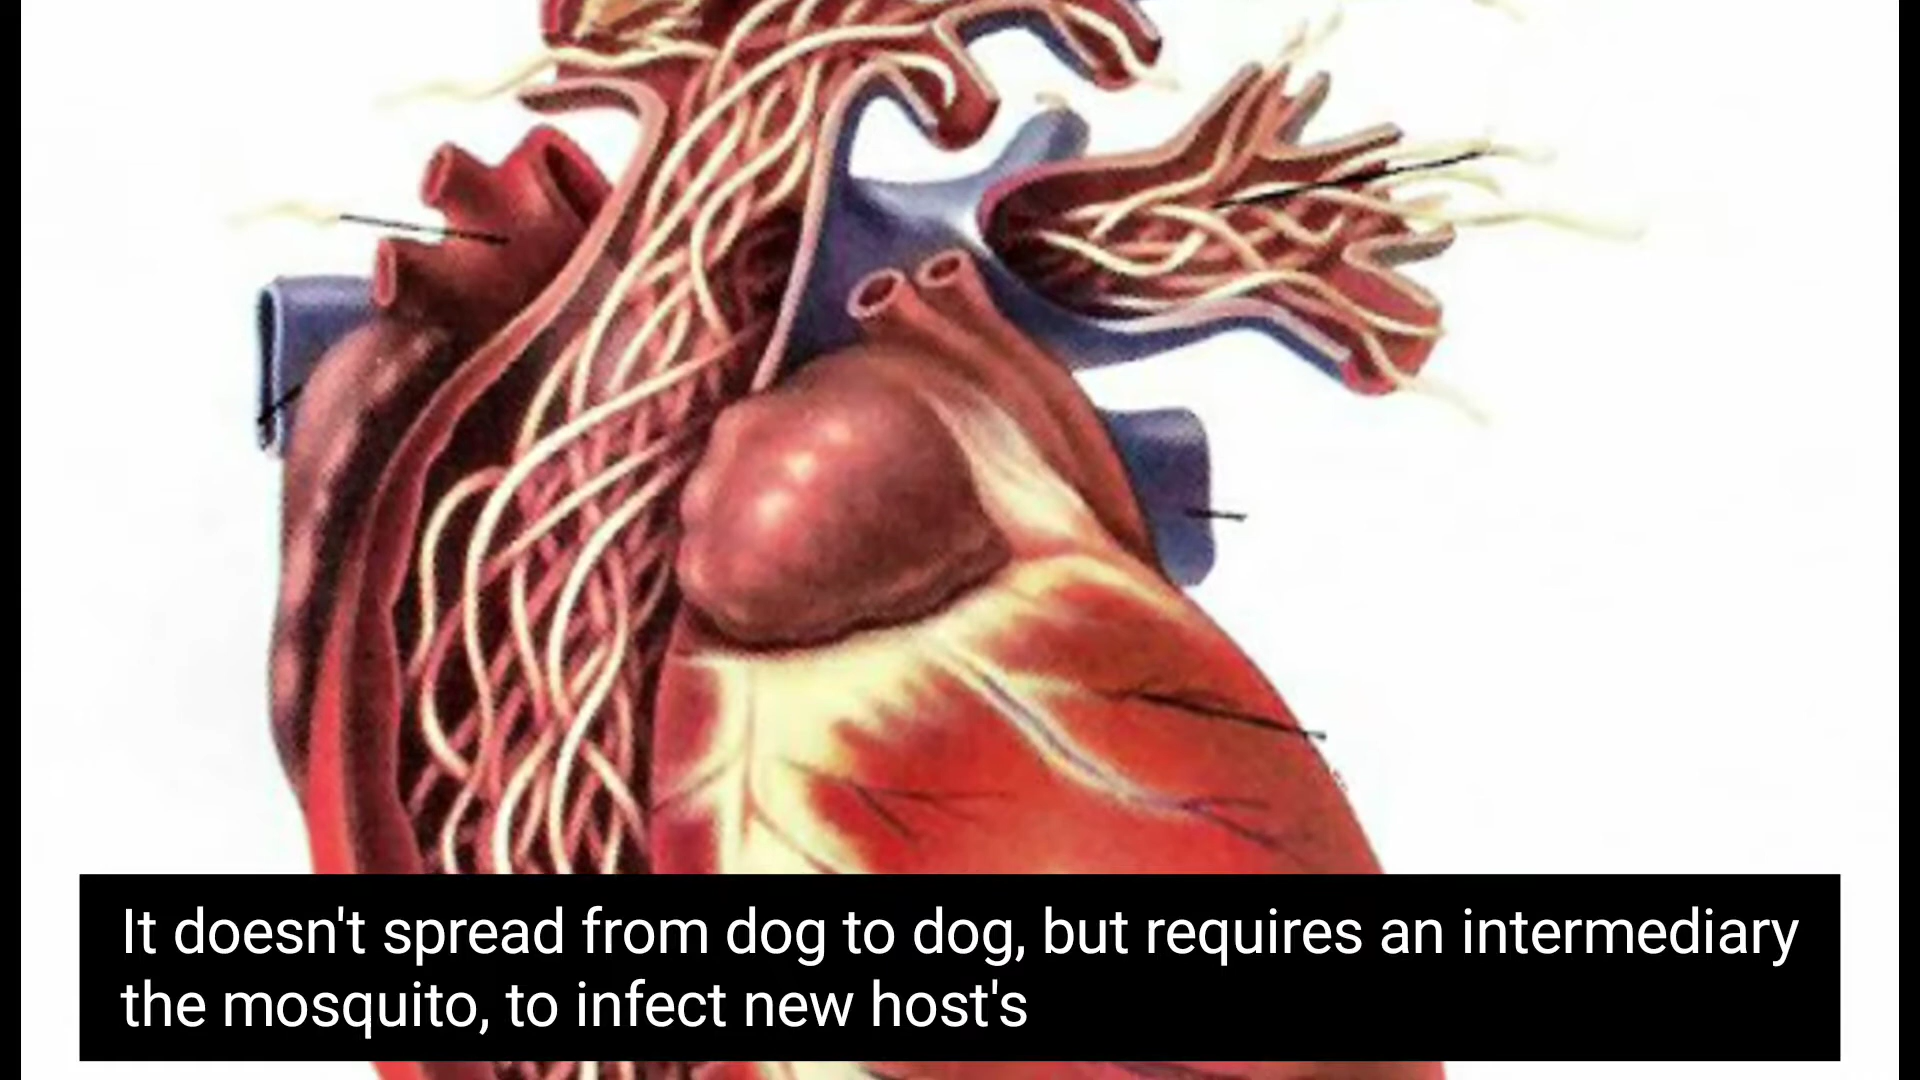 It doesn't spread from dog to dog, but requires an intermediary
the mosquito, to infect new host's